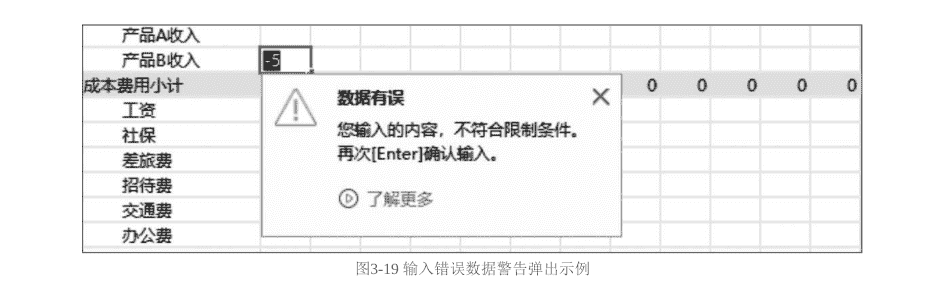 产品A收入
产品B收入 -5
成本费用小计 0 0 0 0 0
数据有误
工资
您输入的内容，不符合限制条件。
社保
再次[Enter]确认输入。
差旅费
招待费
了解更多
交通费
办公费
图3-19 输入错误数据警告弹出示例